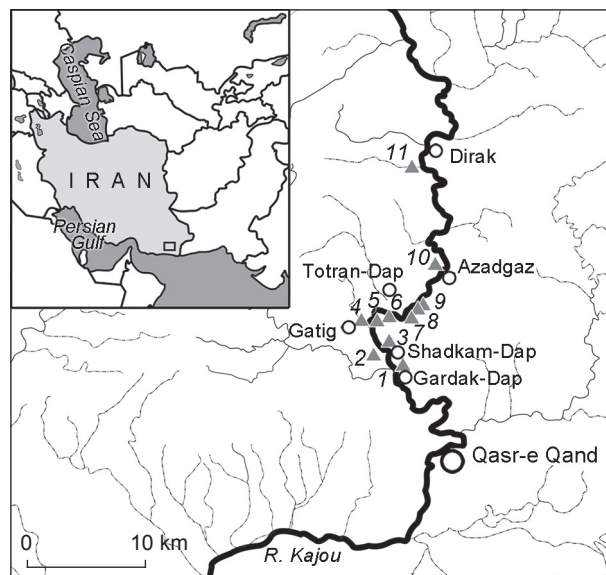 Caspian Sea
I R A N
Persian
Gulf
11
Dirak
10
Totran-Dap
Azadgaz
4
5
6
9
8
7
Gatig
3
Shadkam-Dap
2
1
Gardak-Dap
Qasr-e Qand
0
10 km
R. Kajou